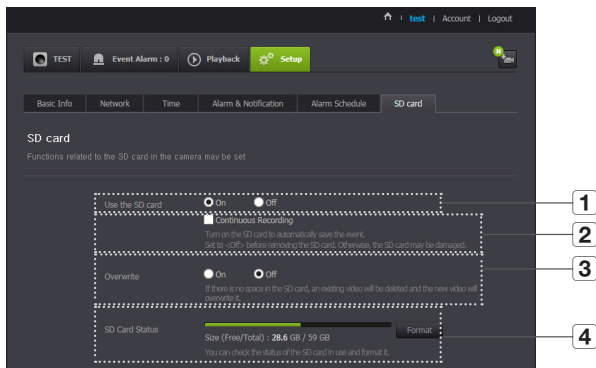 test | Account | Logout
TEST
Event Alarm : 0
Playback
Setup
N
Basic Info
Network
Time
Alarm & Notification
Alarm Schedule
SD card
SD card
Functions related to the SD card in the camera may be set
Use the SD card
On
Off
1
Continuous Recording
Turn on the SD card to automatically save the event.
Set to <Off> before removing the SD card. Otherwise, the SD card may be damaged.
2
Overwrite
On
Off
If there is no space in the SD card, an existing video will be deleted and the new video will
overwrite it.
3
SD Card Status
Format
Size (Free/Total) : 28.6 GB / 59 GB
You can check the status of the SD card in use and format it.
4